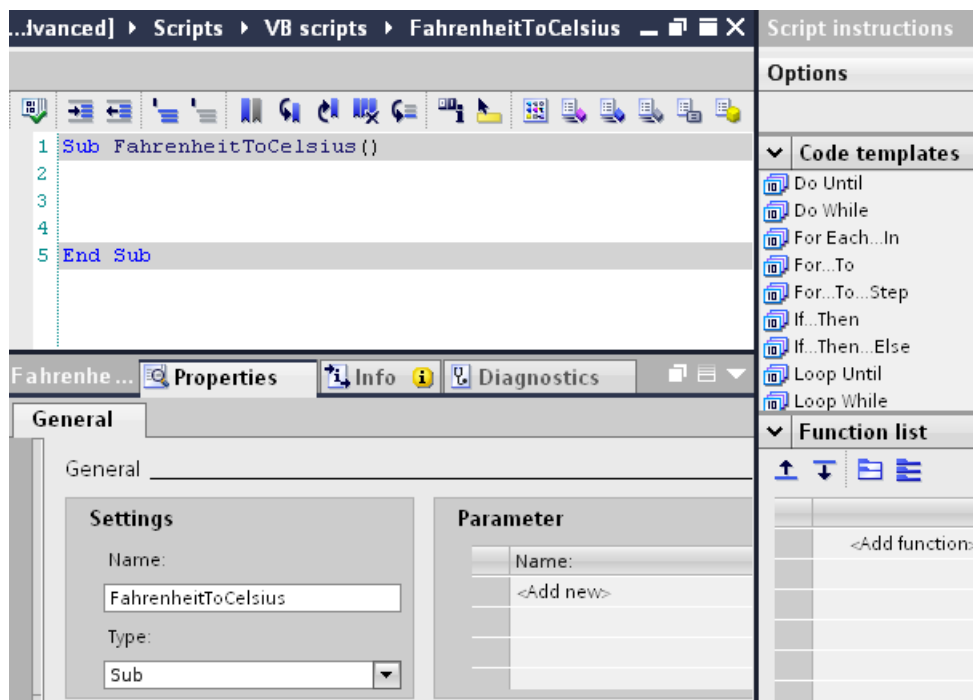 ...lvanced] Scripts VB scripts FahrenheitToCelsius
1 Sub FahrenheitToCelsius()
2
3
4
5 End Sub
Fahrenhe... Properties Info Diagnostics
General
General
Settings
Name:
FahrenheitToCelsius
Type:
Sub
Parameter
Name:
<Add new>
Script instructions
Options
Code templates
Do Until
Do While
For Each...In
For...To
For...To...Step
If...Then
If...Then...Else
Loop Until
Loop While
Function list
<Add function>